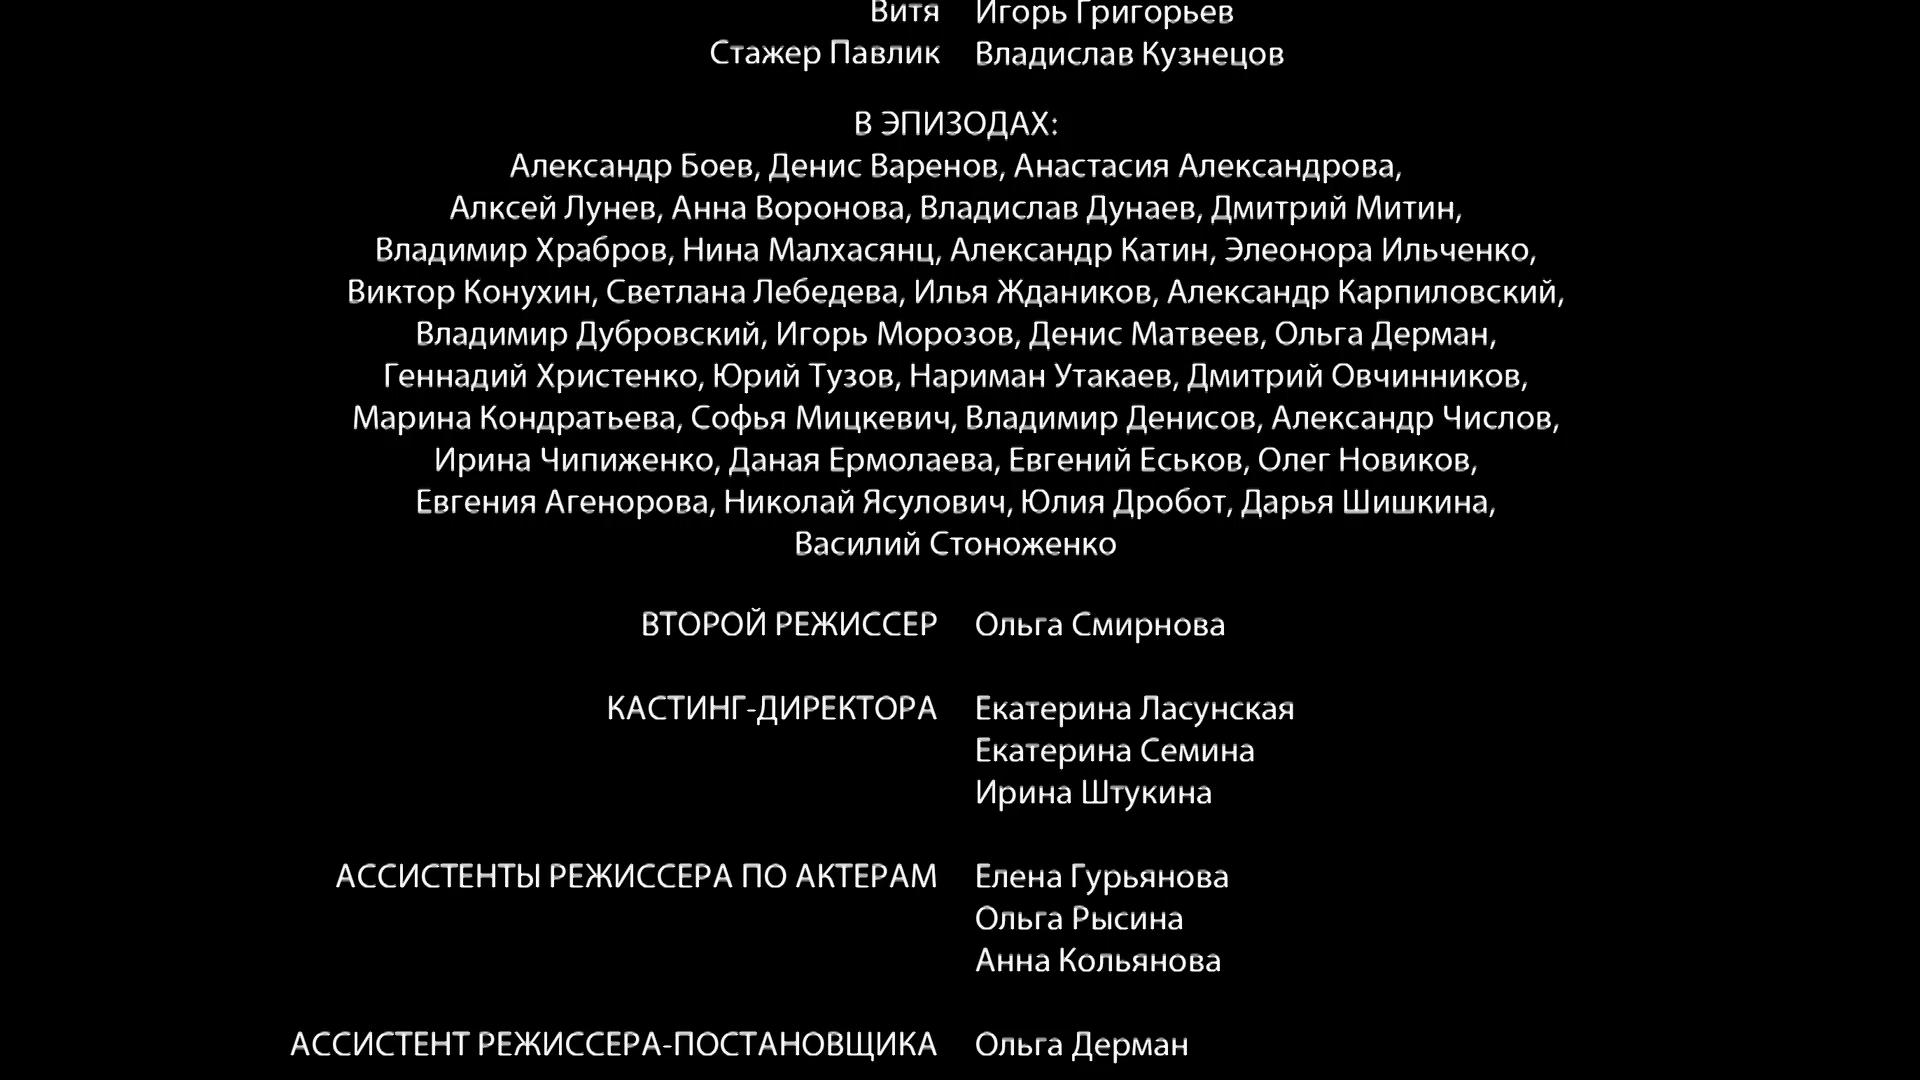 Витя Игорь Григорьев
Стажер Павлик Владислав Кузнецов
В ЭПИЗОДАХ:
Александр Боев, Денис Варенов, Анастасия Александрова,
Алксей Лунев, Анна Воронова, Владислав Дунаев, Дмитрий Митин,
Владимир Храбров, Нина Малхасянц, Александр Катин, Элеонора Ильченко,
Виктор Конухин, Светлана Лебедева, Илья Ждаников, Александр Карпиловский,
Владимир Дубровский, Игорь Морозов, Денис Матвеев, Ольга Дерман,
Геннадий Христенко, Юрий Тузов, Нариман Утакаев, Дмитрий Овчинников,
Марина Кондратьева, Софья Мицкевич, Владимир Денисов, Александр Числов,
Ирина Чипиженко, Даная Ермолаева, Евгений Еськов, Олег Новиков,
Евгения Агенорова, Николай Ясулович, Юлия Дробот, Дарья Шишкина,
Василий Стоноженко
ВТОРОЙ РЕЖИССЕР Ольга Смирнова
КАСТИНГ-ДИРЕКТОРА Екатерина Ласунская
Екатерина Семина
Ирина Штукина
АССИСТЕНТЫ РЕЖИССЕРА ПО АКТЕРАМ Елена Гурьянова
Ольга Рысина
Анна Кольянова
АССИСТЕНТ РЕЖИССЕРА-ПОСТАНОВЩИКА Ольга Дерман